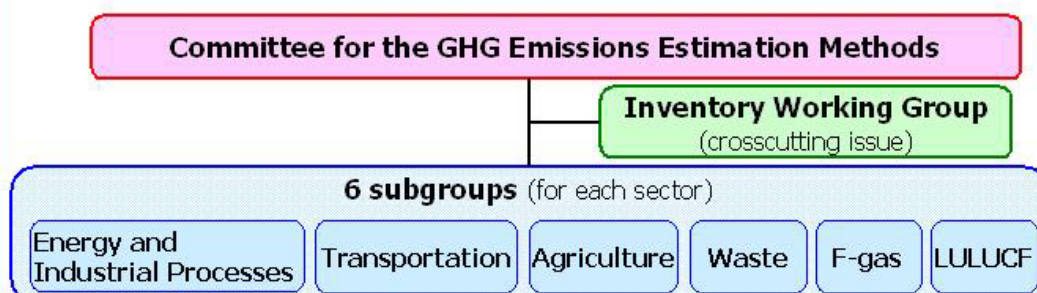 Committee for the GHG Emissions Estimation Methods
Inventory Working Group
(crosscutting issue)
6 subgroups (for each sector)
Energy and
Industrial Processes
Transportation
Agriculture
Waste
F-gas
LULUCF